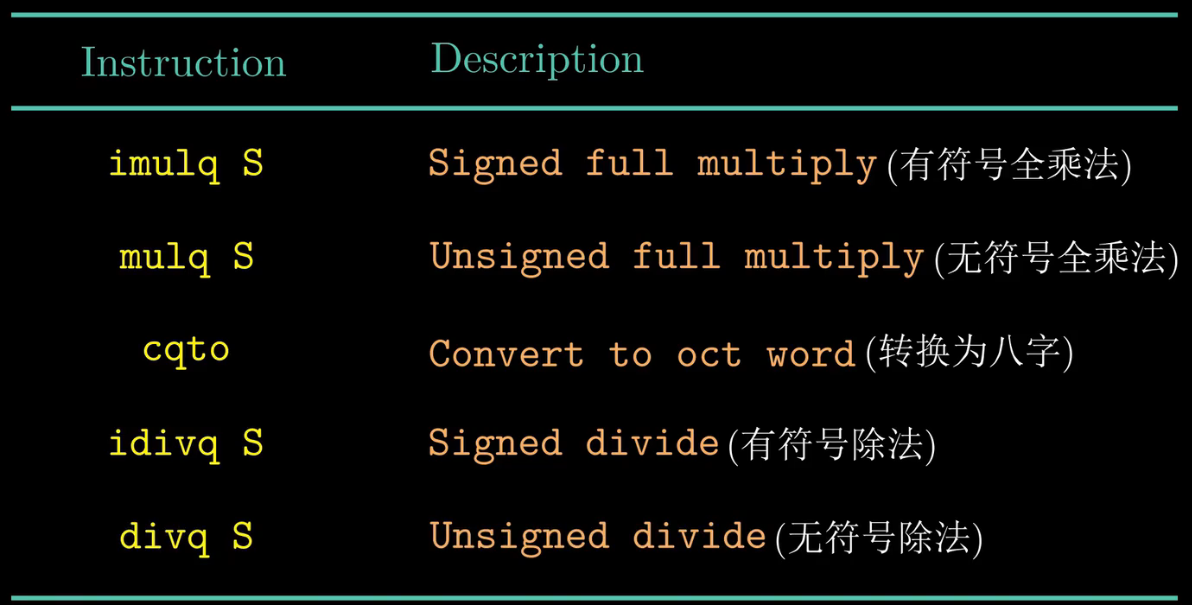 Instruction Description
imulq S Signed full multiply (有符号全乘法)
mulq S Unsigned full multiply (无符号全乘法)
cqto Convert to oct word (转换为八字)
idivq S Signed divide (有符号除法)
divq S Unsigned divide (无符号除法)